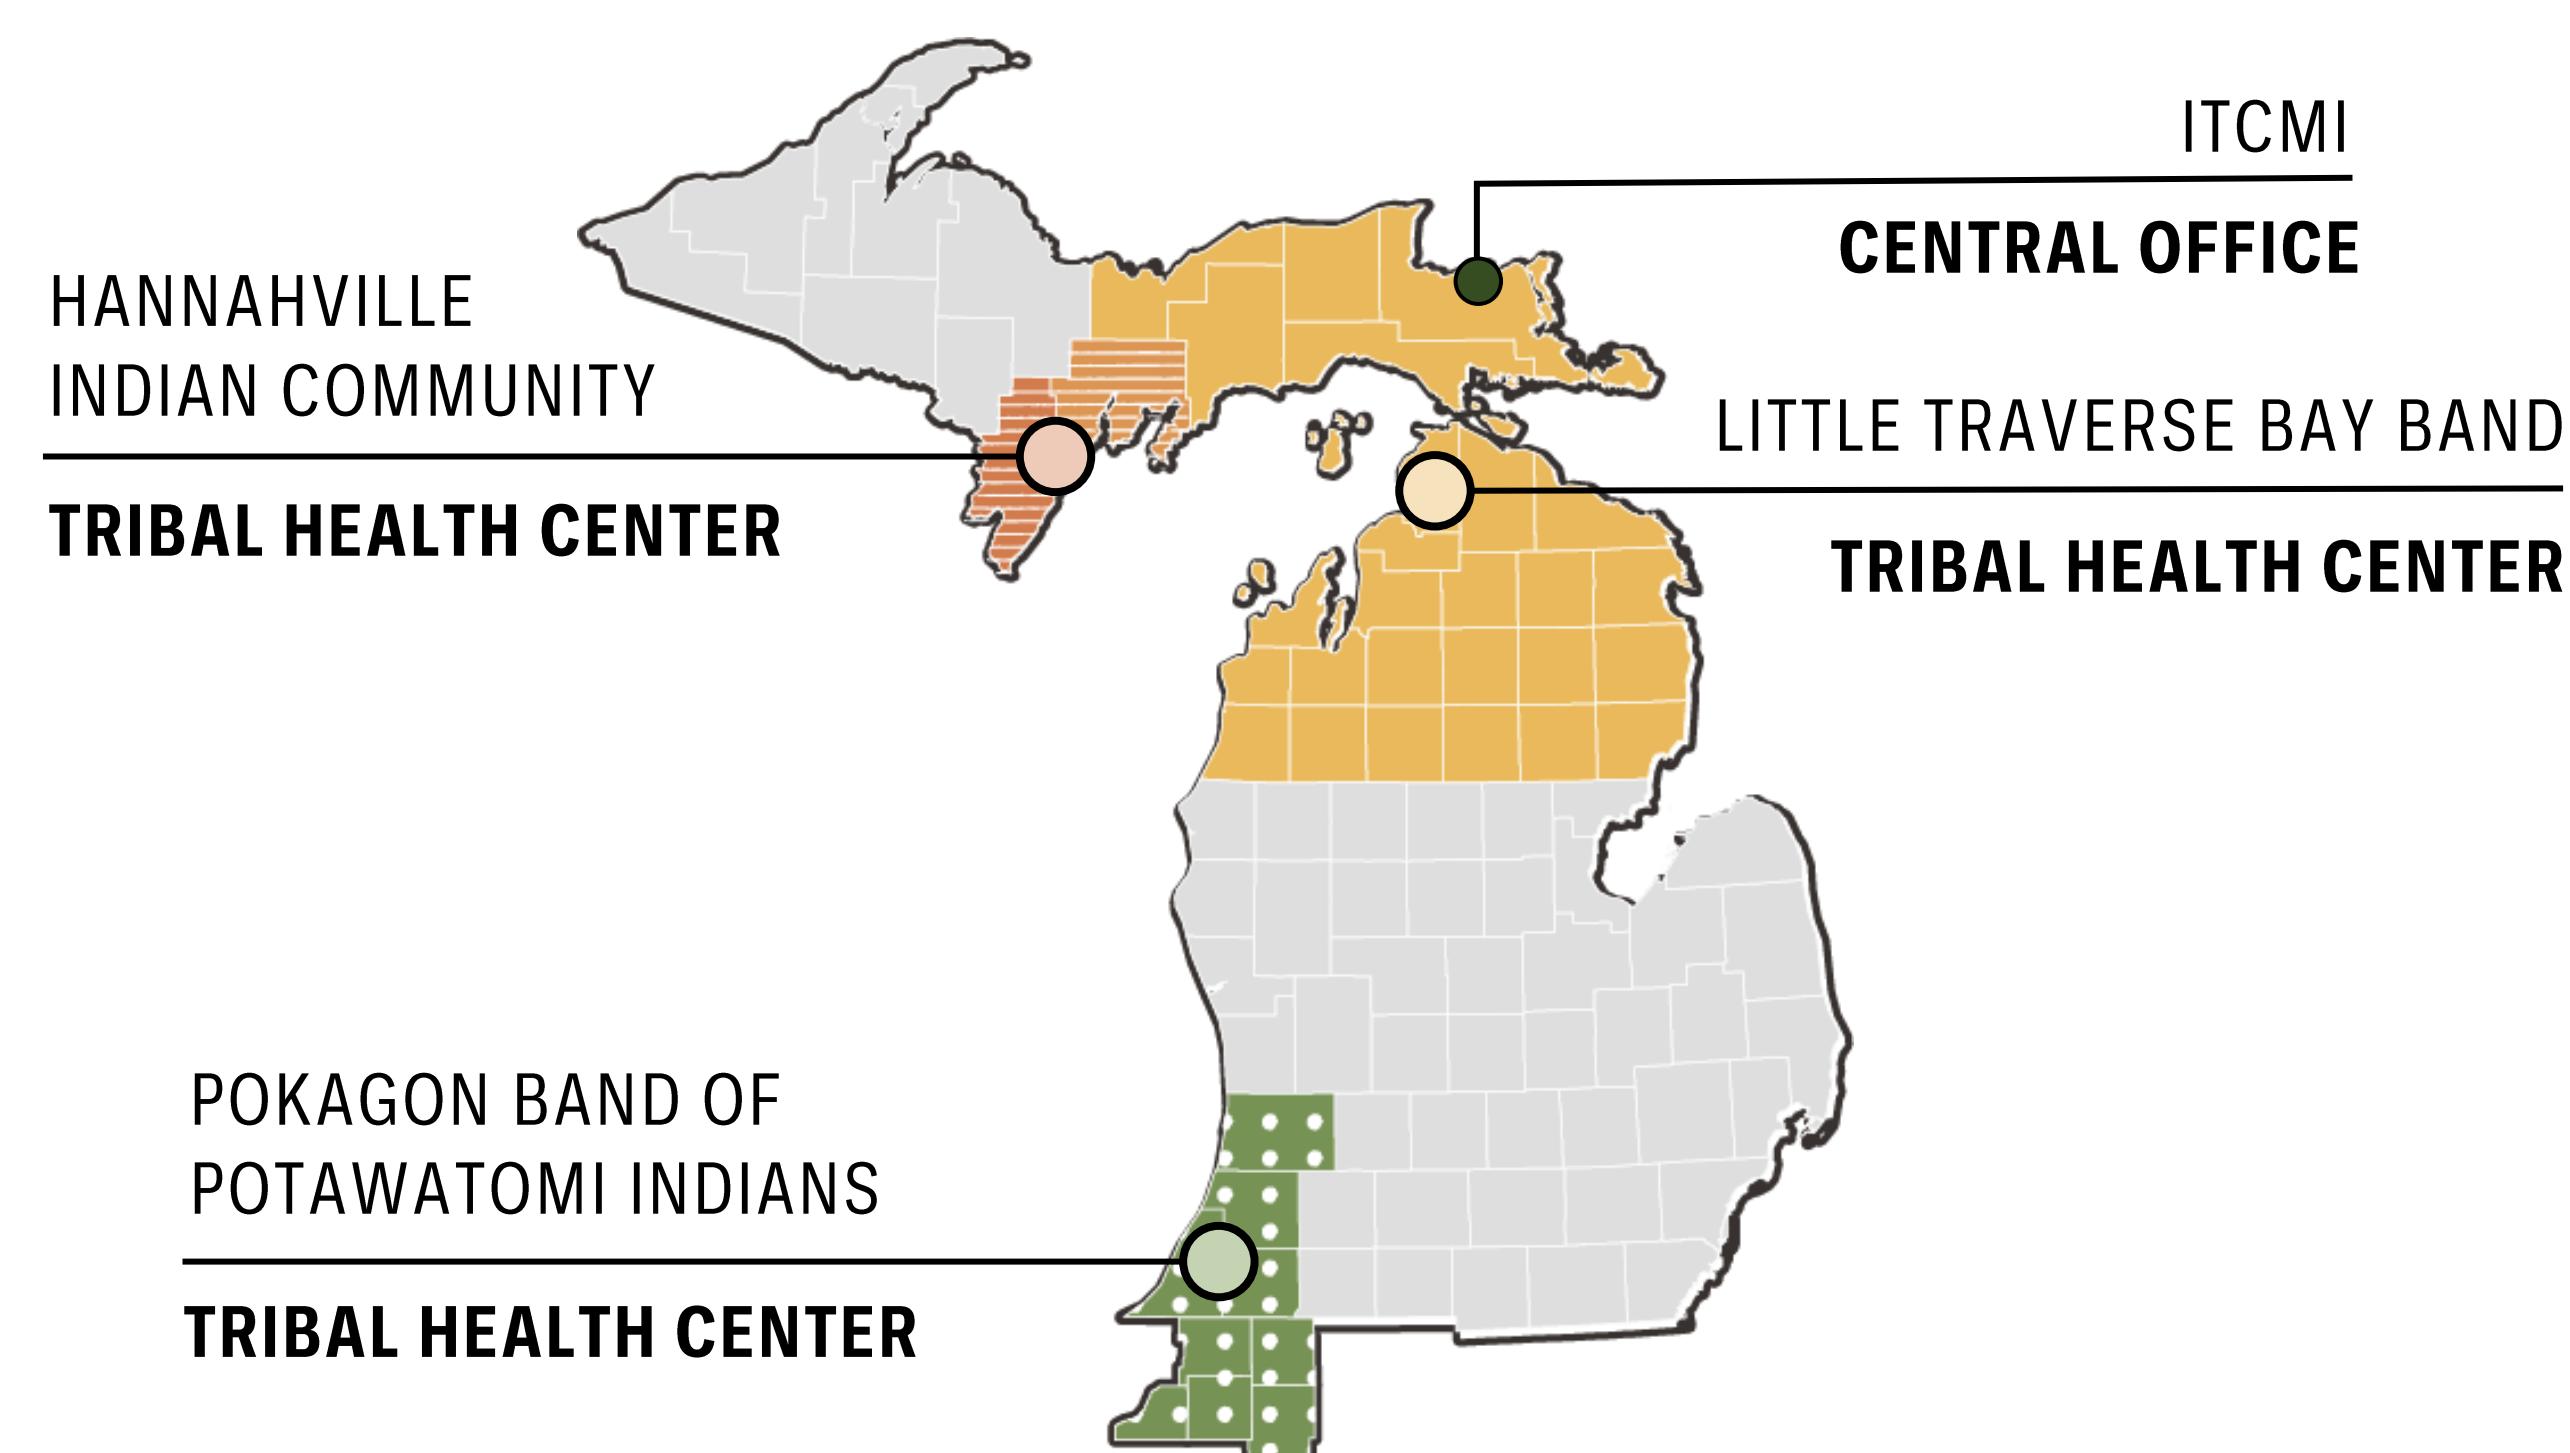 ITCMI
CENTRAL OFFICE
HANNAHVILLE
INDIAN COMMUNITY
TRIBAL HEALTH CENTER
LITTLE TRAVERSE BAY BAND
TRIBAL HEALTH CENTER
POKAGON BAND OF
POTAWATOMI INDIANS
TRIBAL HEALTH CENTER